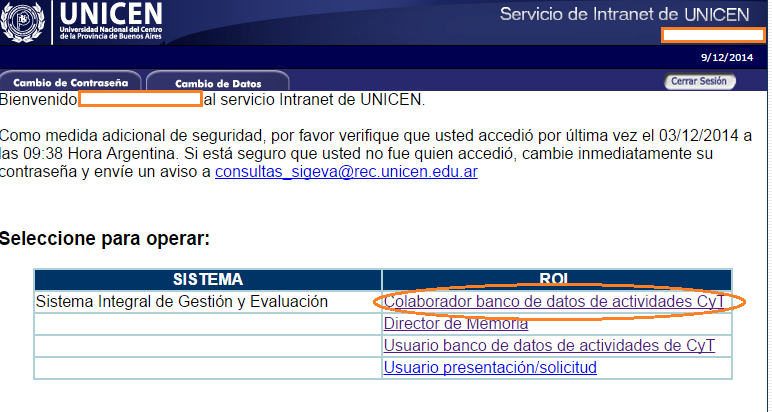 UNICEN
Universidad Nacional del Centro
de la Provincia de Buenos Aires
Servicio de Intranet de UNICEN
9/12/2014
Cambio de Contraseña
Cambio de Datos
Cerrar Sesión
Bienvenido al servicio Intranet de UNICEN.
Como medida adicional de seguridad, por favor verifique que usted accedió por última vez el 03/12/2014 a
las 09:38 Hora Argentina. Si está seguro que usted no fue quien accedió, cambie inmediatamente su
contraseña y envíe un aviso a consultas_sigeva@rec.unicen.edu.ar
Seleccione para operar:
SISTEMA
ROL
Sistema Integral de Gestión y Evaluación
Colaborador banco de datos de actividades CyT
Director de Memoria
Usuario banco de datos de actividades de CyT
Usuario presentación/solicitud